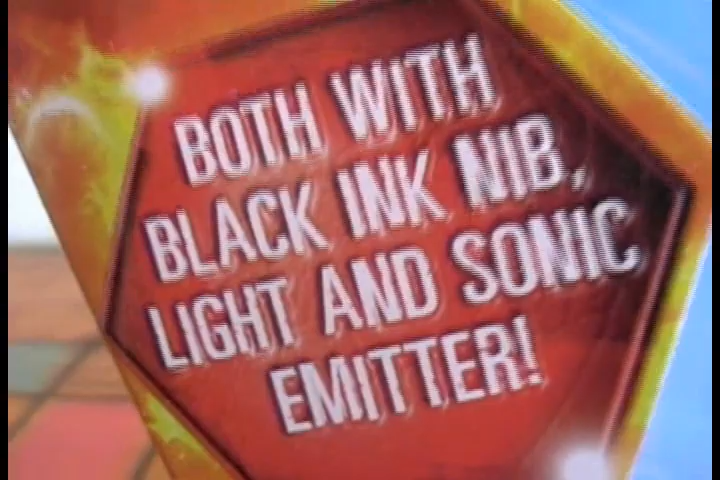 BOTH WITH
BLACK INK NIB,
LIGHT AND SONIC
EMITTER!